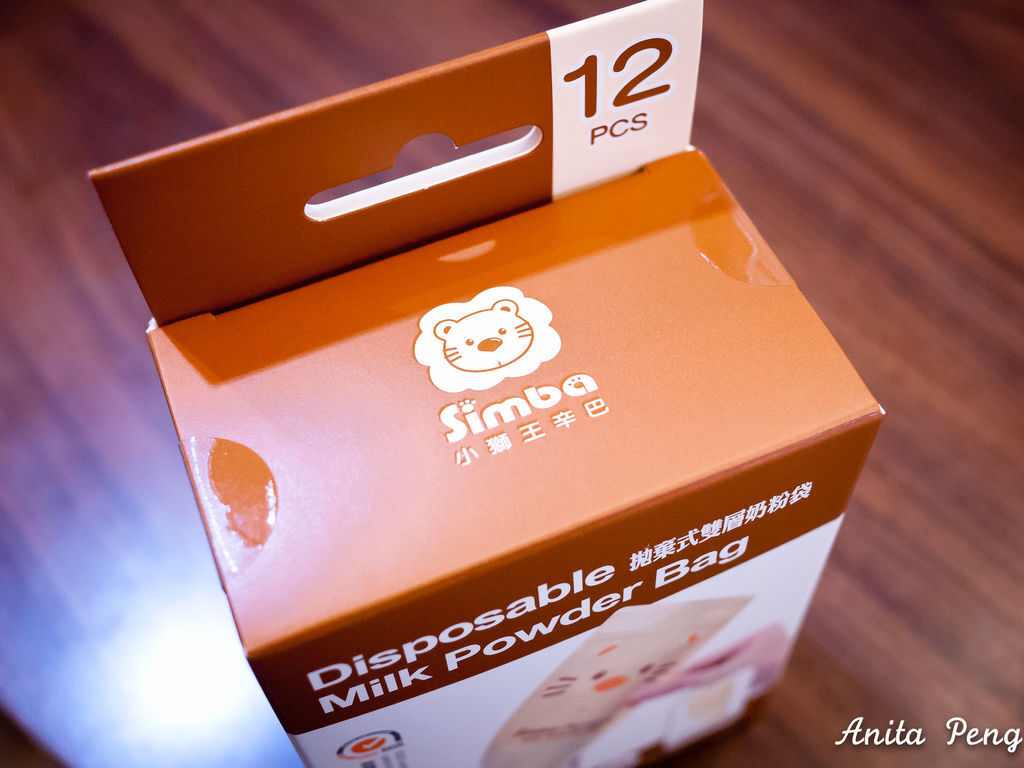 12
PCS
Simba
小獅王辛巴
拋棄式雙層奶粉袋
Disposable
Milk Powder Bag
Anita Peng